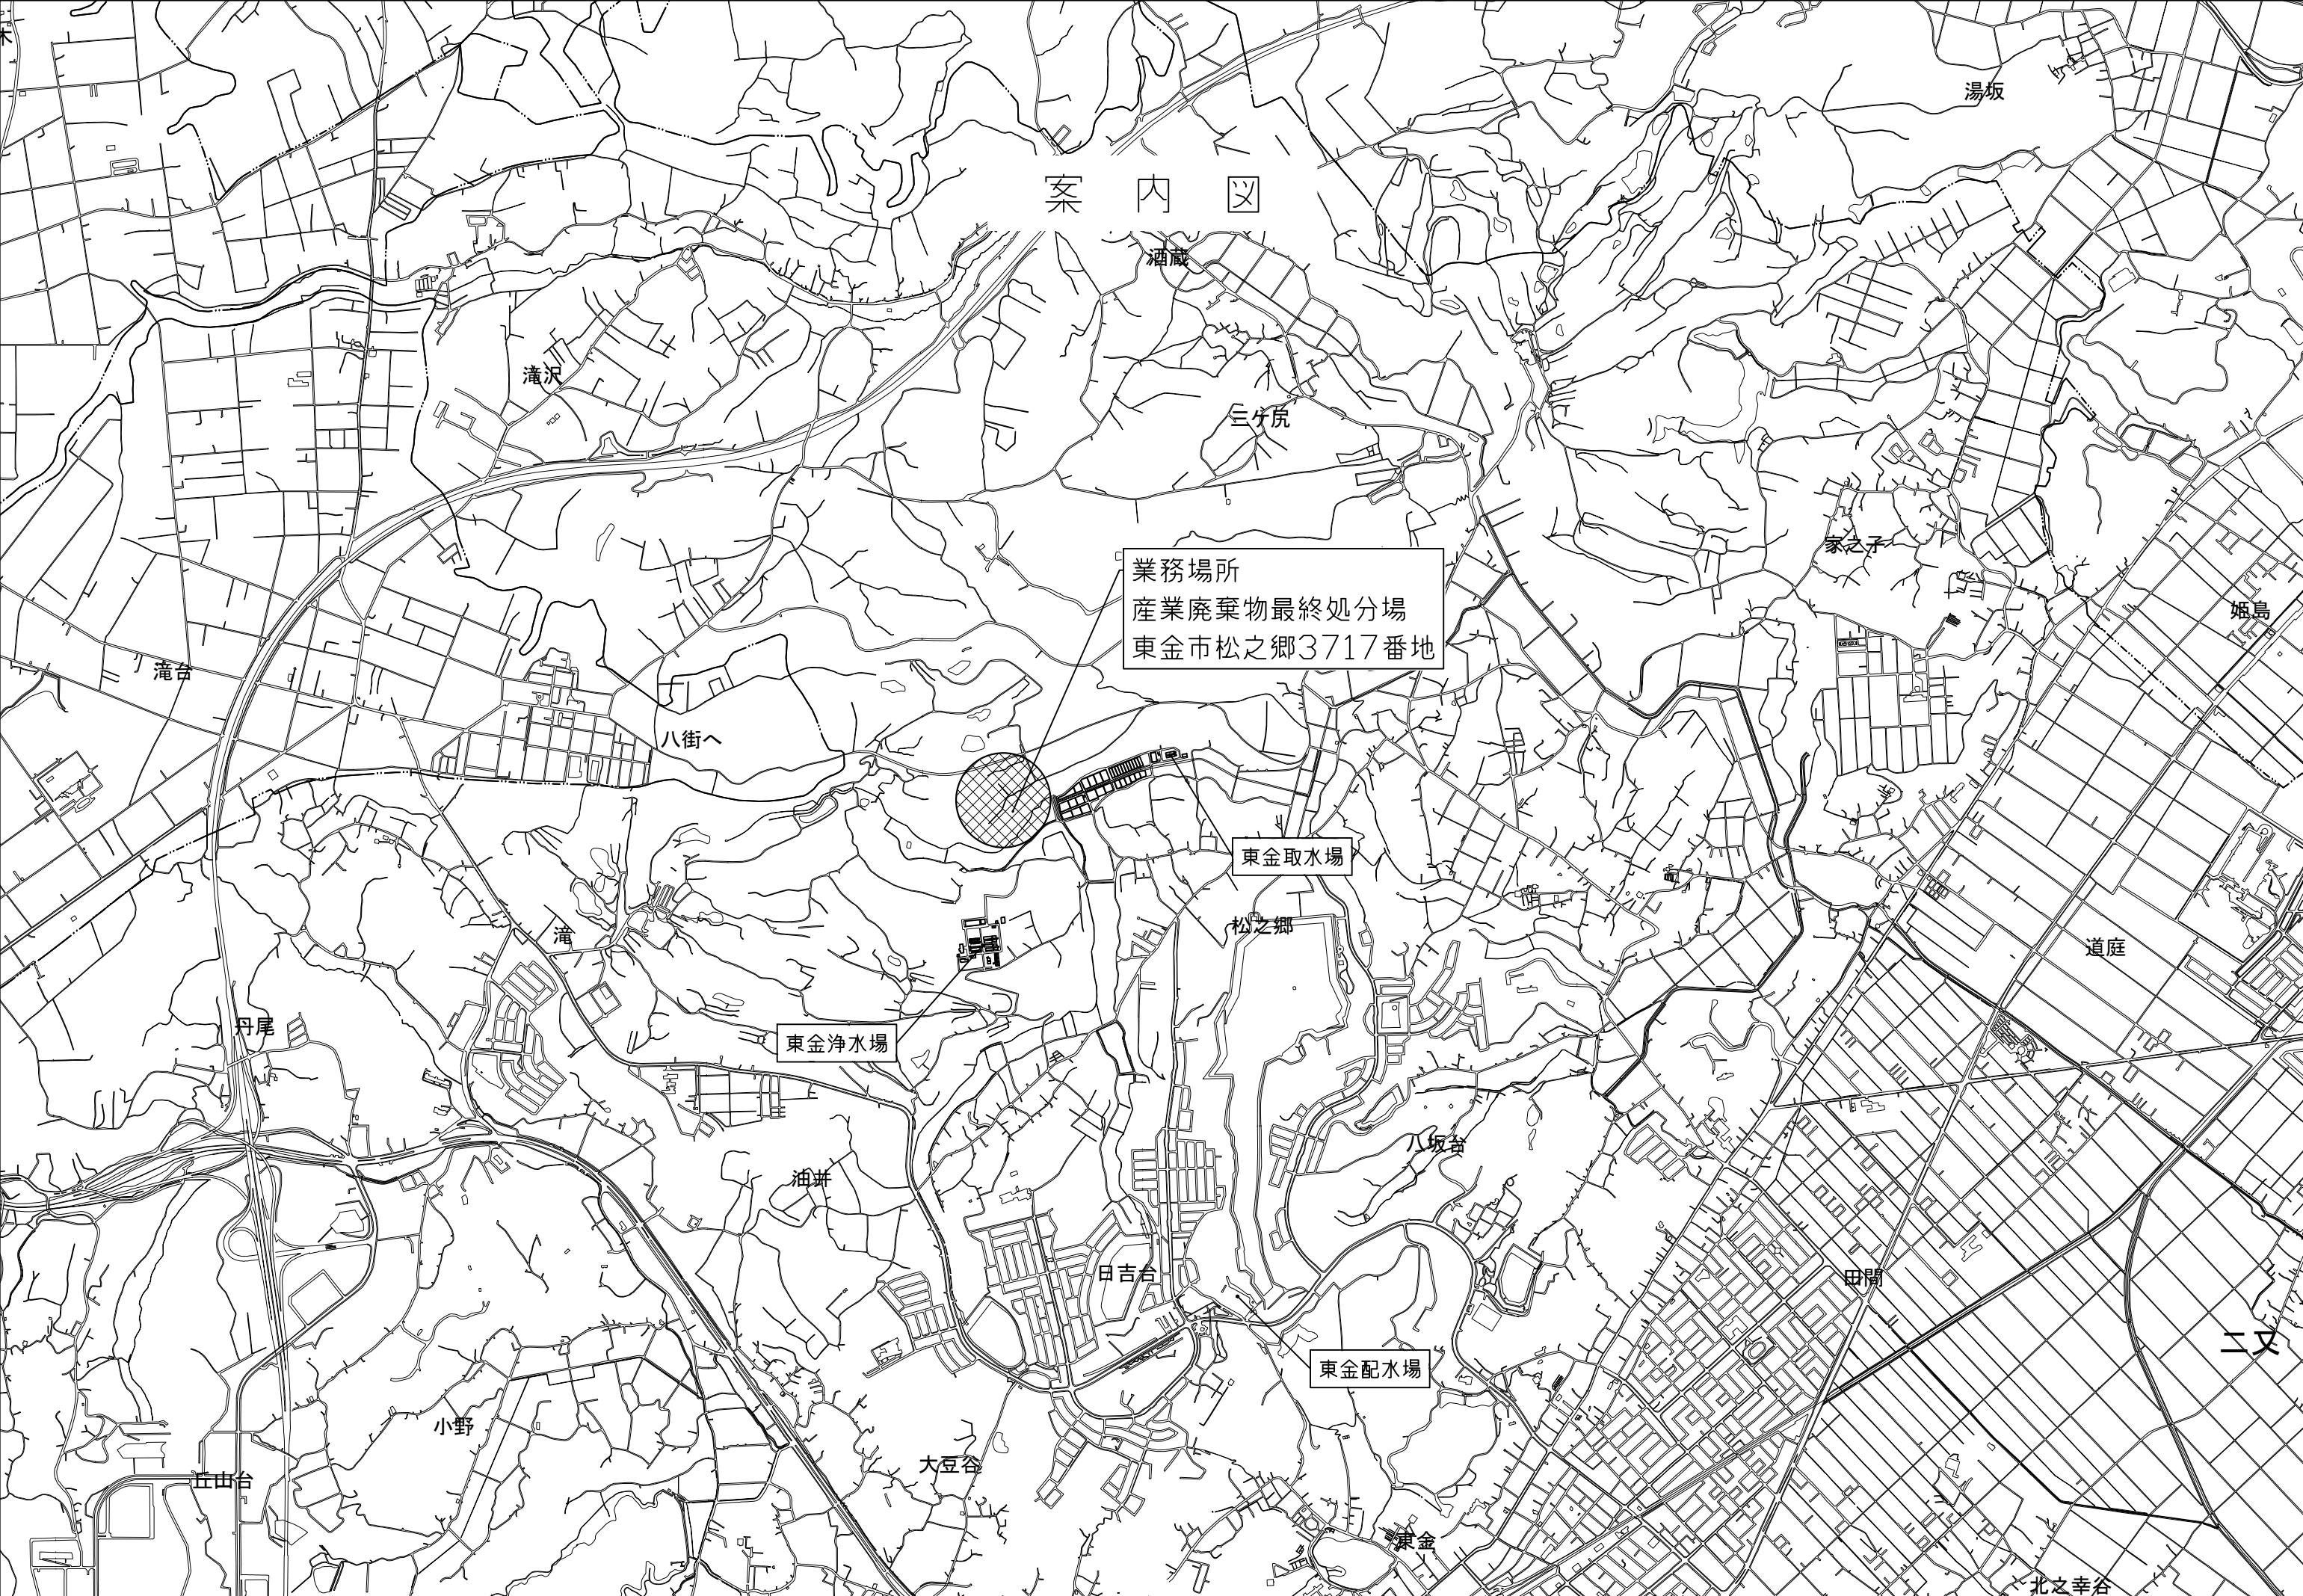 湯坂
案内図
酒蔵
滝沢
三ケ尻
家之子
業務場所
産業廃棄物最終処分場
東金市松之郷3717番地
姫島
滝台
八街へ
東金取水場
松之郷
滝
道庭
丹尾
東金浄水場
八坂台
油井
日吉台
田間
二又
東金配水場
小野
大豆谷
丘山台
東金
北之幸谷